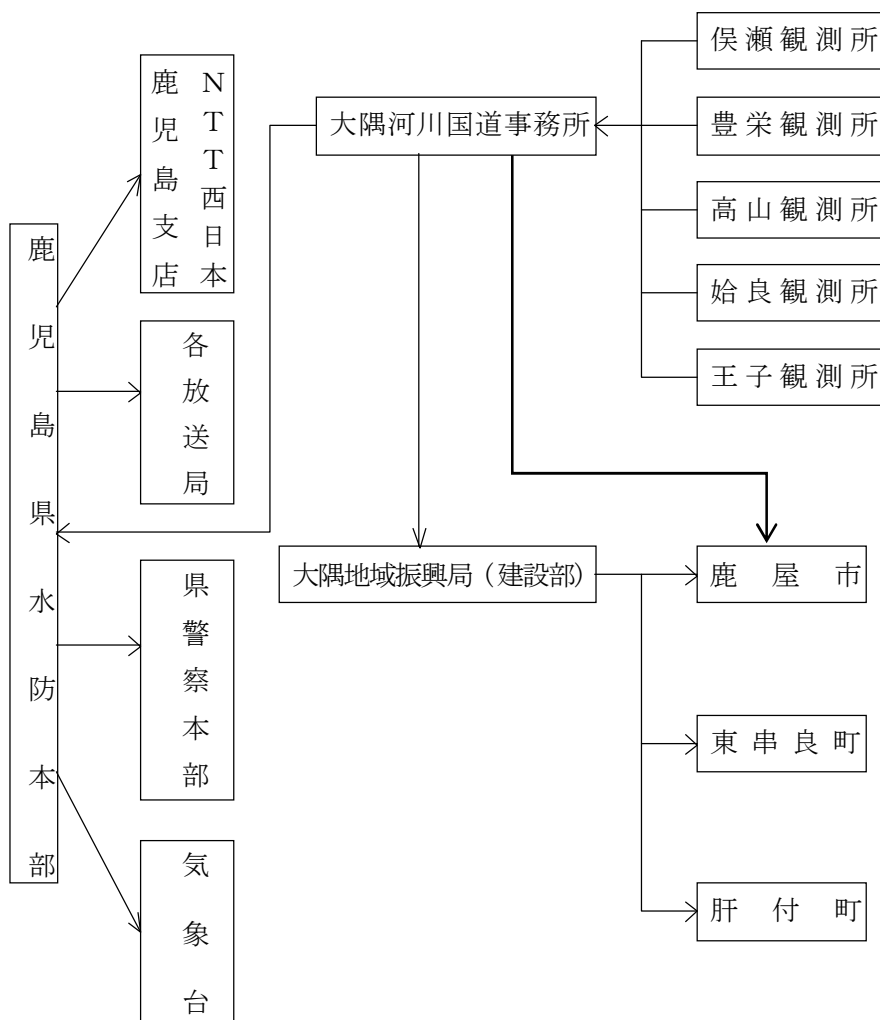 俣瀬観測所
NTT西日本
鹿児島支店
大隅河川国道事務所
豊栄観測所
高山観測所
鹿児島県水防本部
姶良観測所
各放送局
王子観測所
県警察本部
大隅地域振興局（建設部）
鹿屋市
東串良町
気象台
肝付町